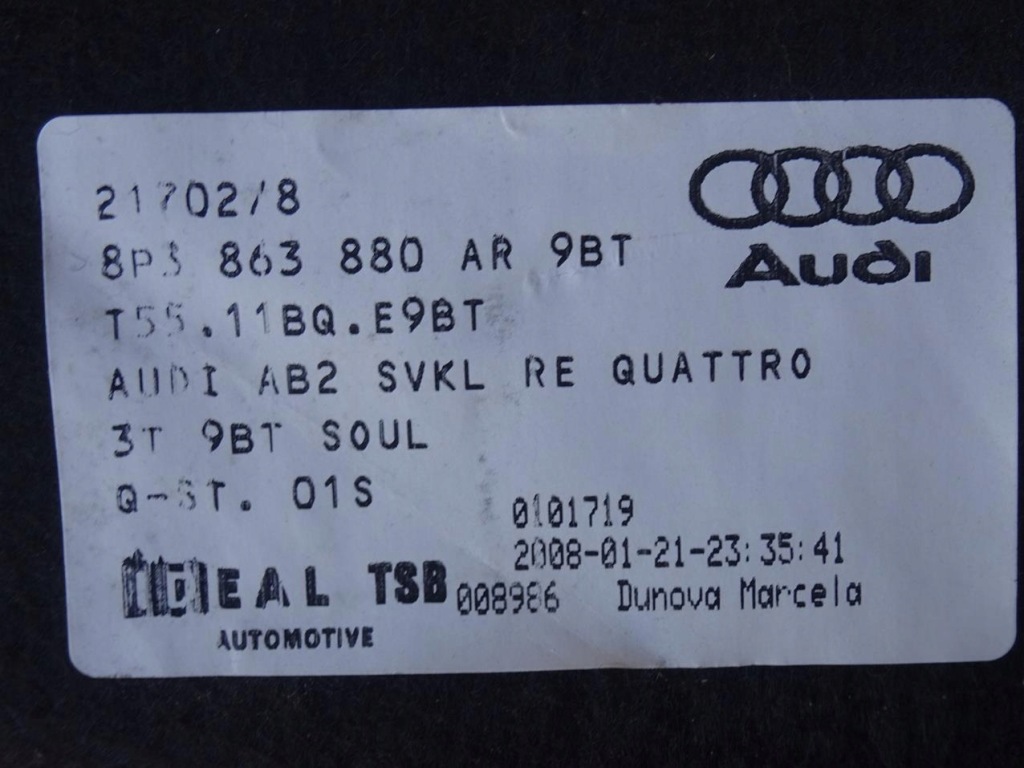 21702/8
8P3 863 880 AR 9BT
Audi
T55.11BQ.E9BT
AUDI AB2 SVKL RE QUATTRO
3T 9BT SOUL
Q-ST. 01S
0101719
2008-01-21-23:35:41
IDEAL TSB 008986 Dunova Marcela
AUTOMOTIVE